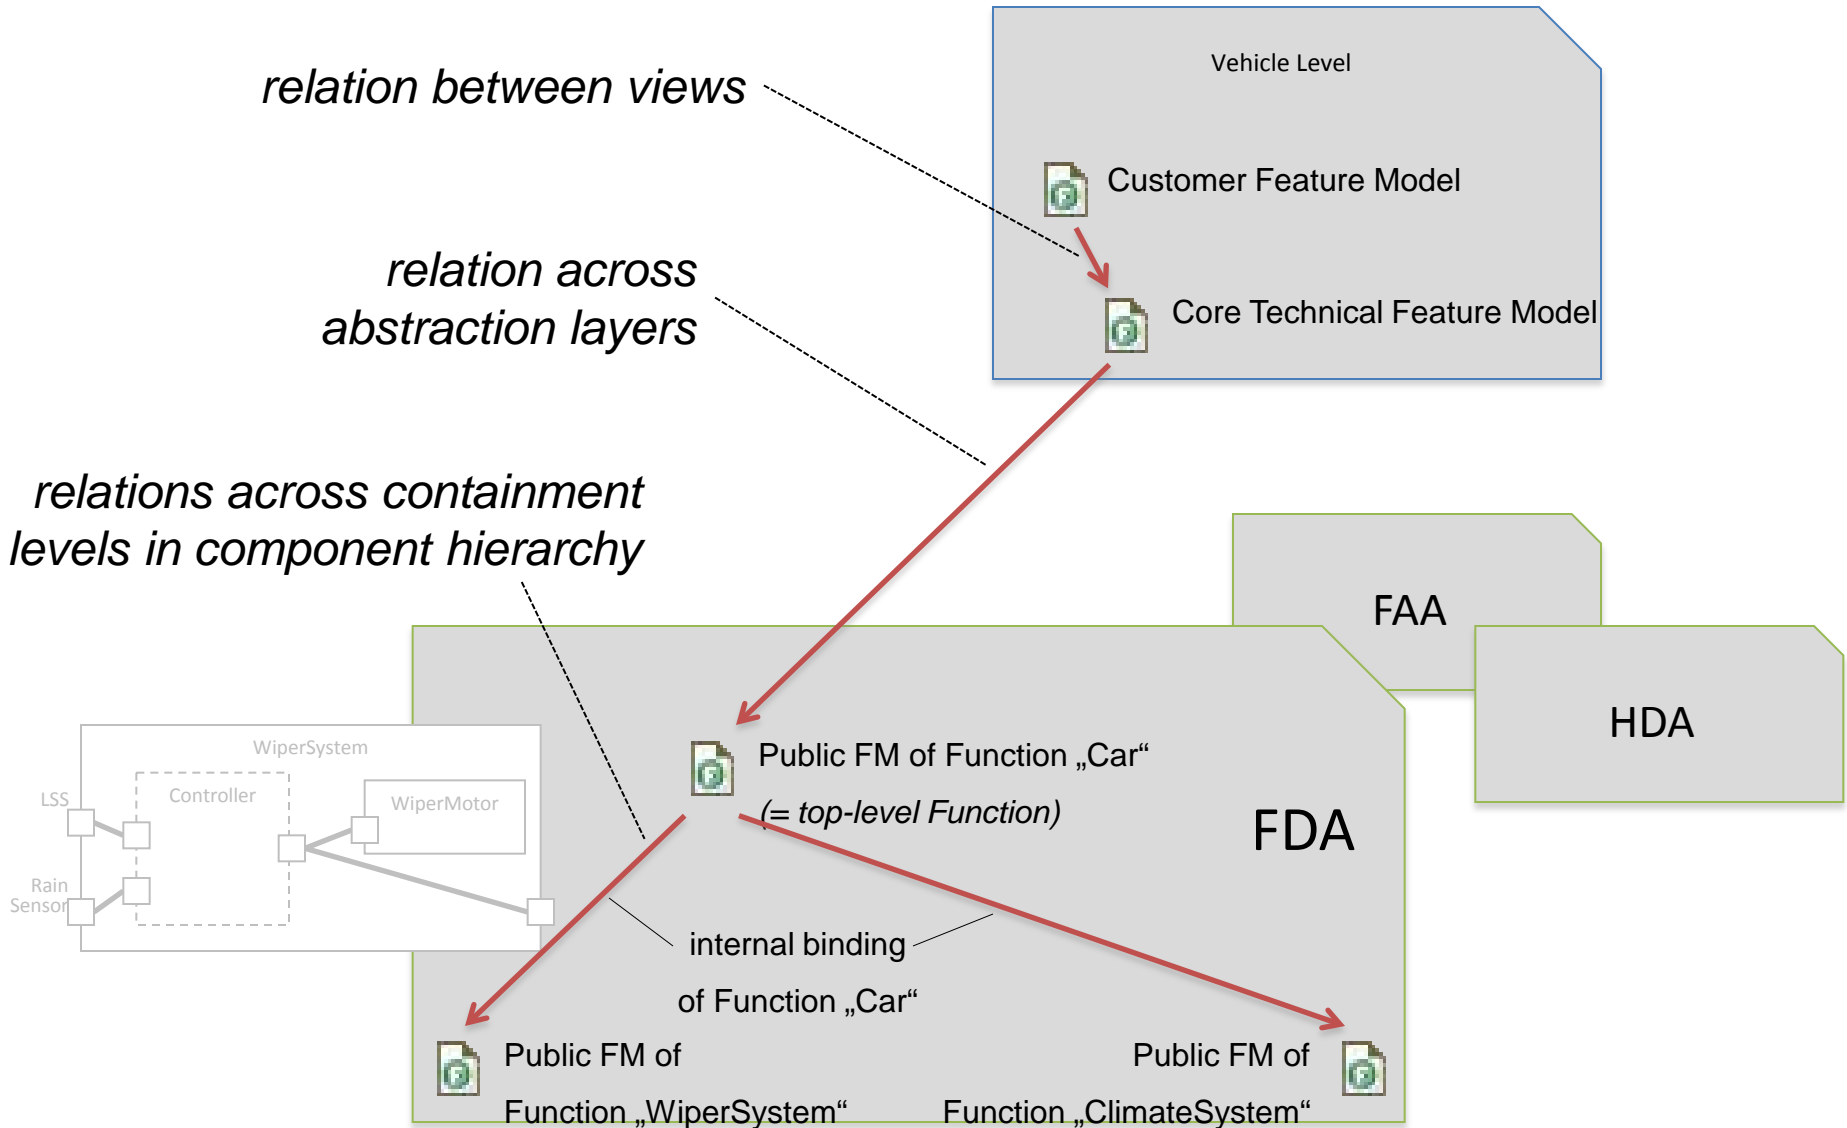 Vehicle Level
relation between views
Customer Feature Model
relation across
abstraction layers
Core Technical Feature Model
relations across containment
levels in component hierarchy
FAA
HDA
WiperSystem
LSS
Controller
WiperMotor
Rain
Sensor
Public FM of Function „Car“
(= top-level Function)
FDA
internal binding
of Function „Car“
Public FM of
Function „WiperSystem“
Public FM of
Function „ClimateSystem“
F
F
F
F
F